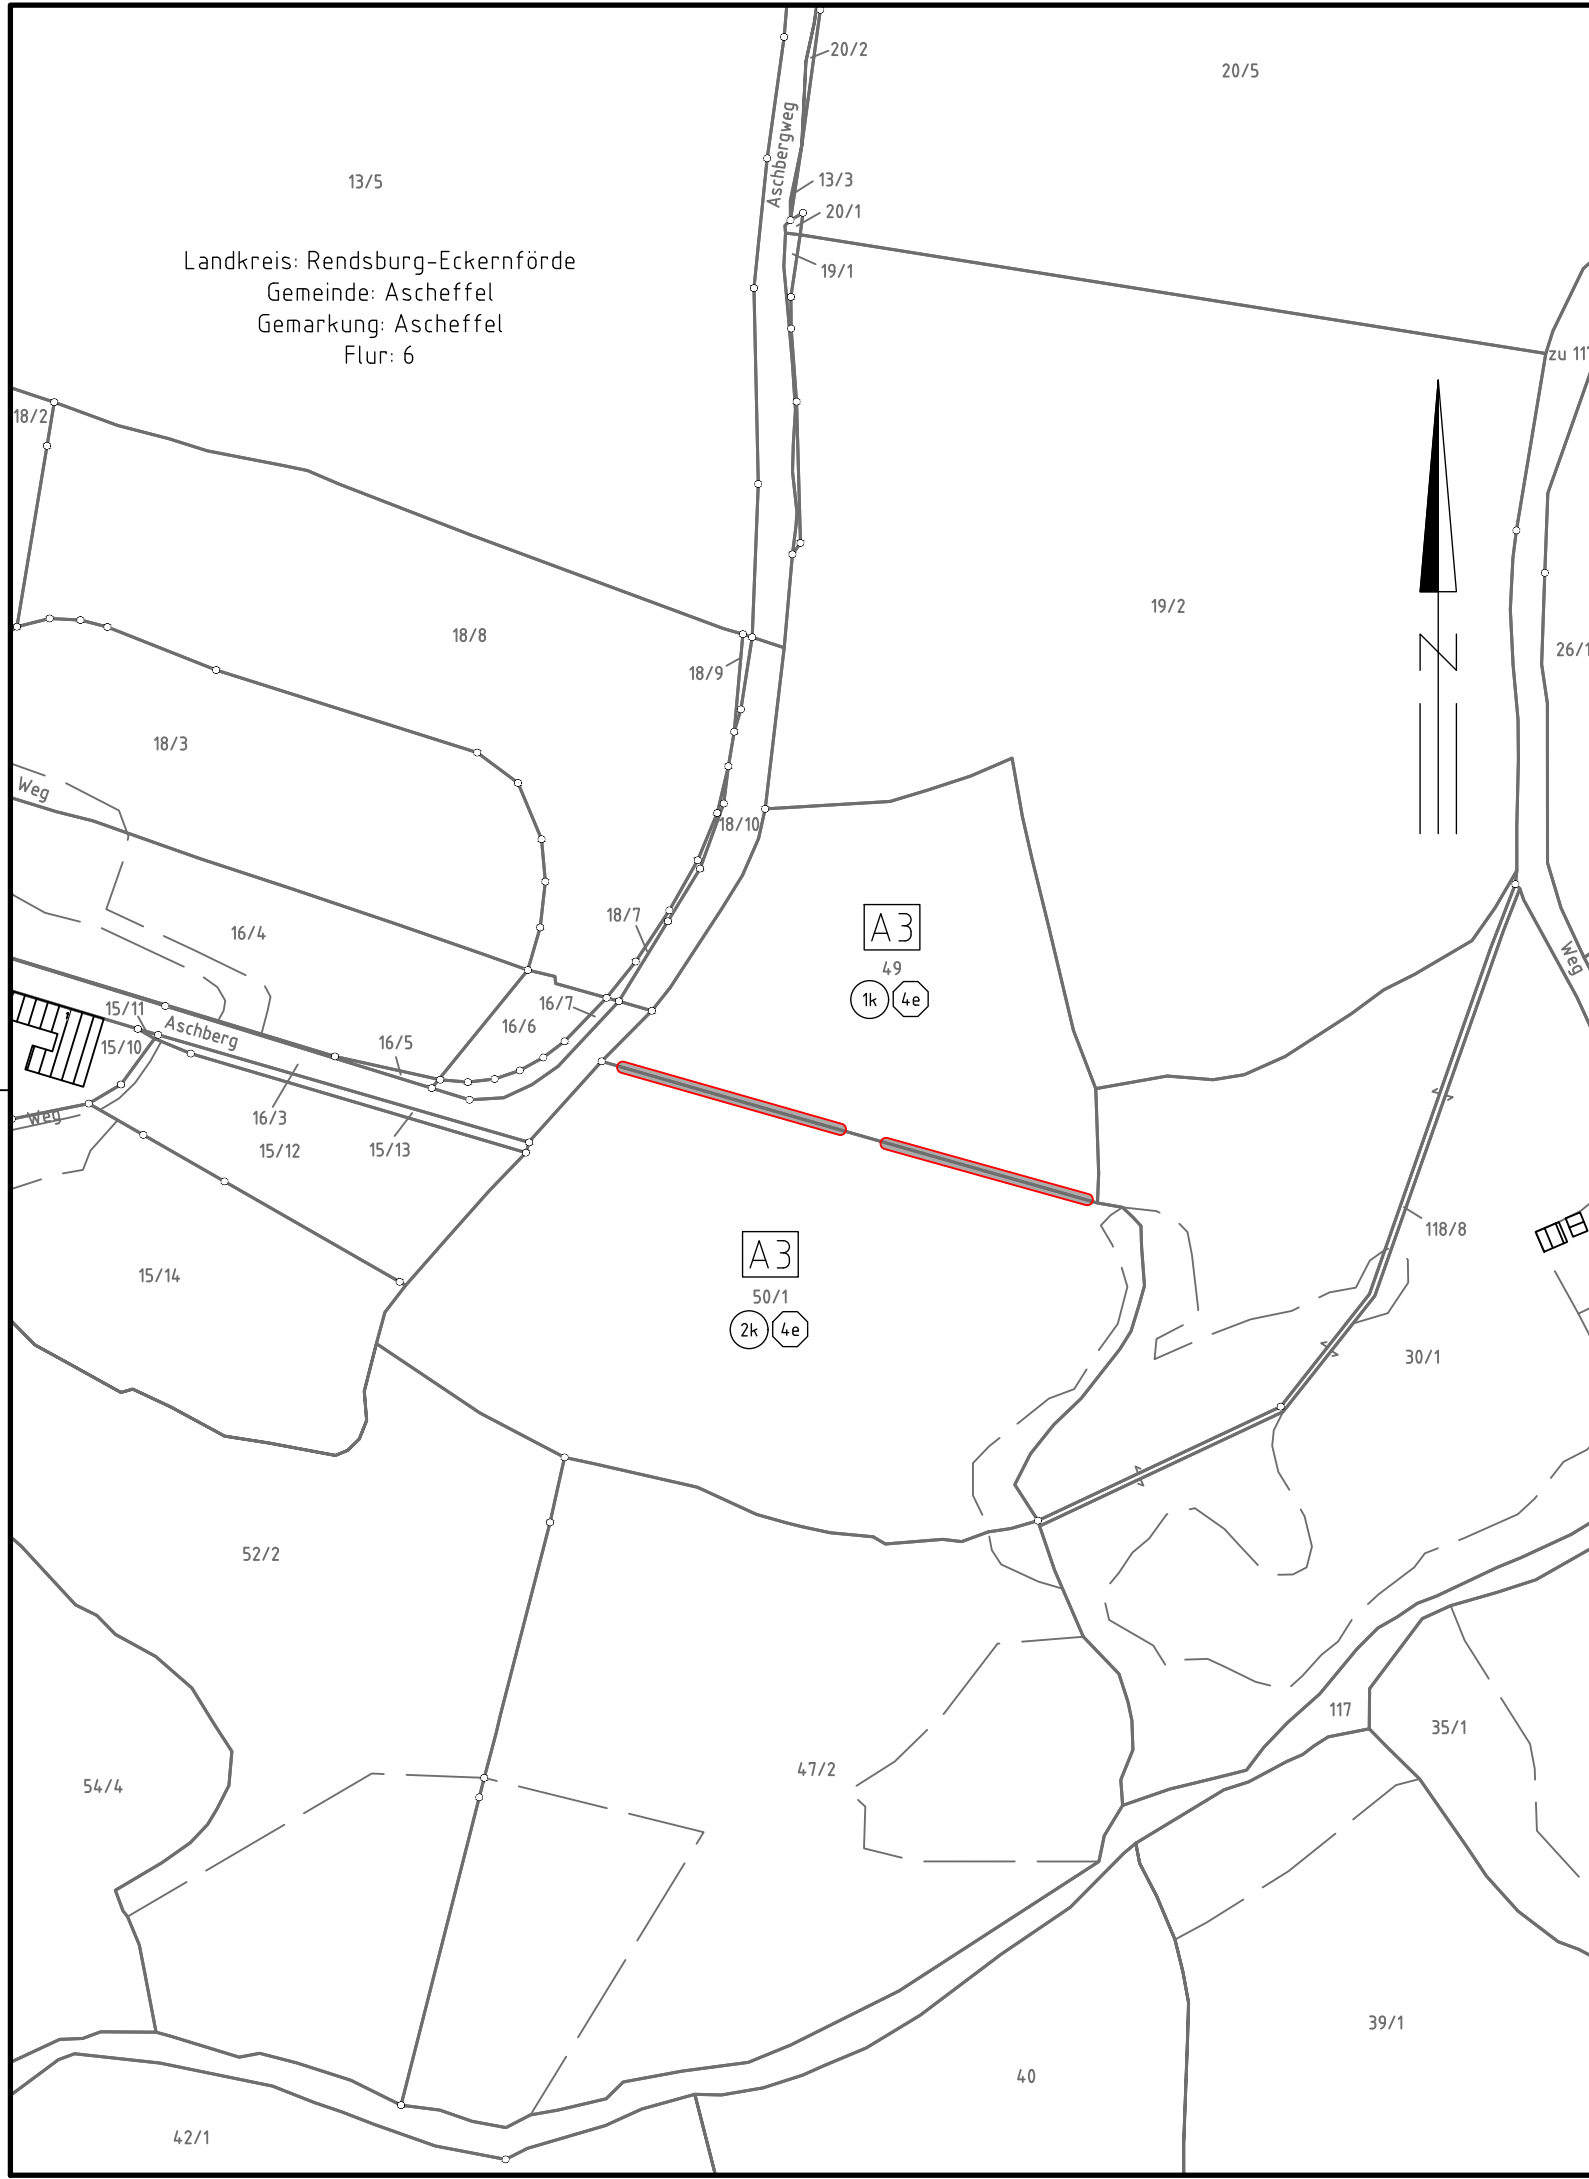 20/2
20/5
Aschbergweg
13/5
13/3
20/1
Landkreis: Rendsburg-Eckernförde
Gemeinde: Ascheffel
Gemarkung: Ascheffel
Flur: 6
19/1
zu 117
18/2
19/2
18/8
26/1
18/9
18/3
Weg
18/10
A3
49
1k
4e
18/7
16/4
Weg
16/7
15/11
Aschberg
16/6
16/5
15/10
16/3
Weg
15/12
15/13
118/8
A3
50/1
2k
4e
15/14
30/1
52/2
117
35/1
47/2
54/4
39/1
40
42/1
N